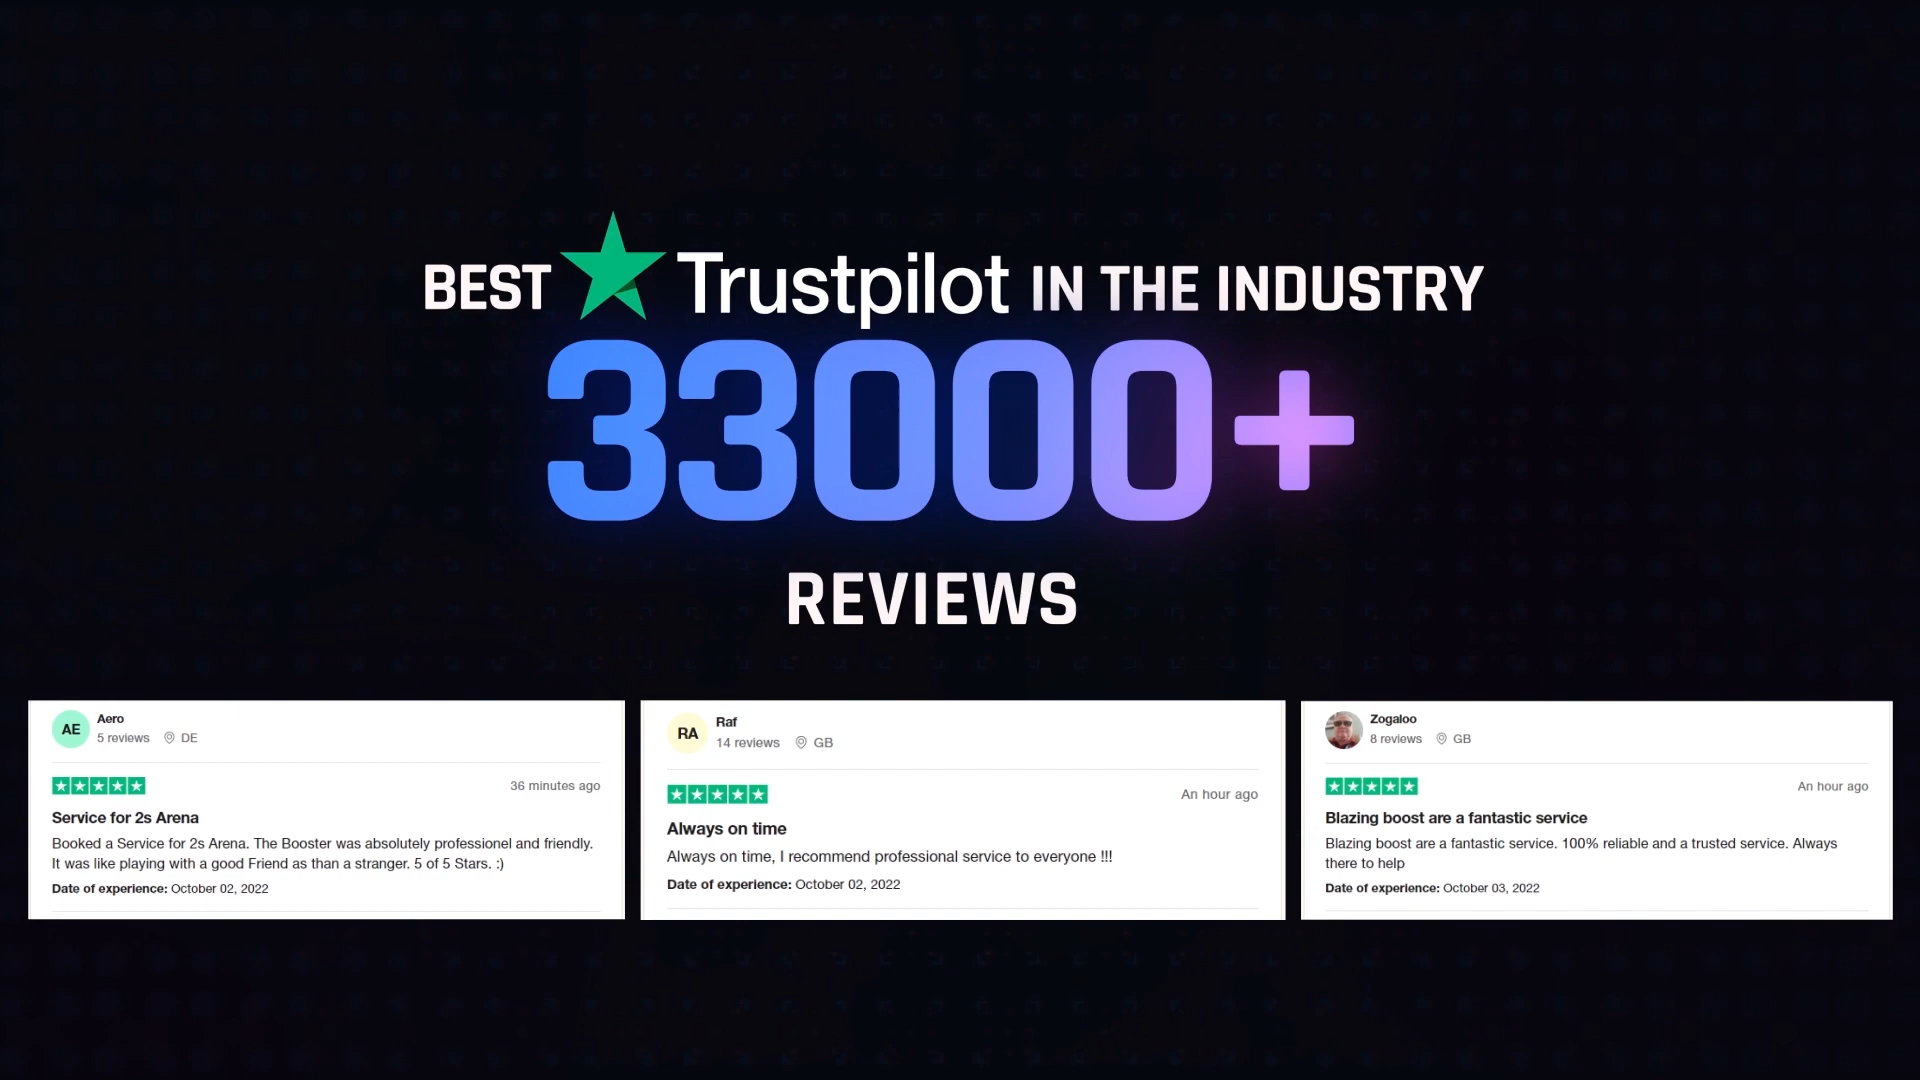 BEST Trustpilot IN THE INDUSTRY
33000+
REVIEWS
AE
Aero
5 reviews DE
36 minutes ago
Service for 2s Arena
Booked a Service for 2s Arena. The Booster was absolutely professionel and friendly.
It was like playing with a good Friend as than a stranger. 5 of 5 Stars. :)
Date of experience: October 02, 2022
RA
Raf
14 reviews GB
An hour ago
Always on time
Always on time, I recommend professional service to everyone !!!
Date of experience: October 02, 2022
Zogaloo
8 reviews GB
An hour ago
Blazing boost are a fantastic service
Blazing boost are a fantastic service. 100% reliable and a trusted service. Always
there to help
Date of experience: October 03, 2022